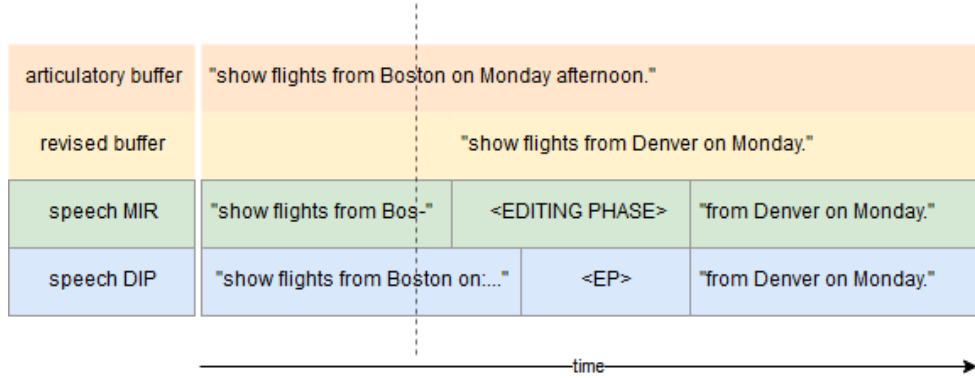 articulatory buffer "show flights from Boston on Monday afternoon."
revised buffer "show flights from Denver on Monday."
speech MIR "show flights from Bos-" <EDITING PHASE> "from Denver on Monday."
speech DIP "show flights from Boston on:..." <EP> "from Denver on Monday."
time